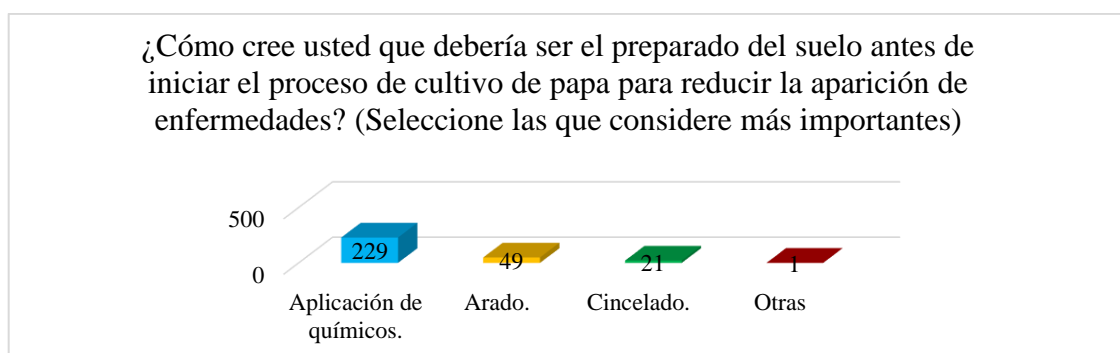 ¿Cómo cree usted que debería ser el preparado del suelo antes de
iniciar el proceso de cultivo de papa para reducir la aparición de
enfermedades? (Seleccione las que considere más importantes)
500
0
229
49
21
1
Aplicación de
químicos.
Arado.
Cincelado.
Otras